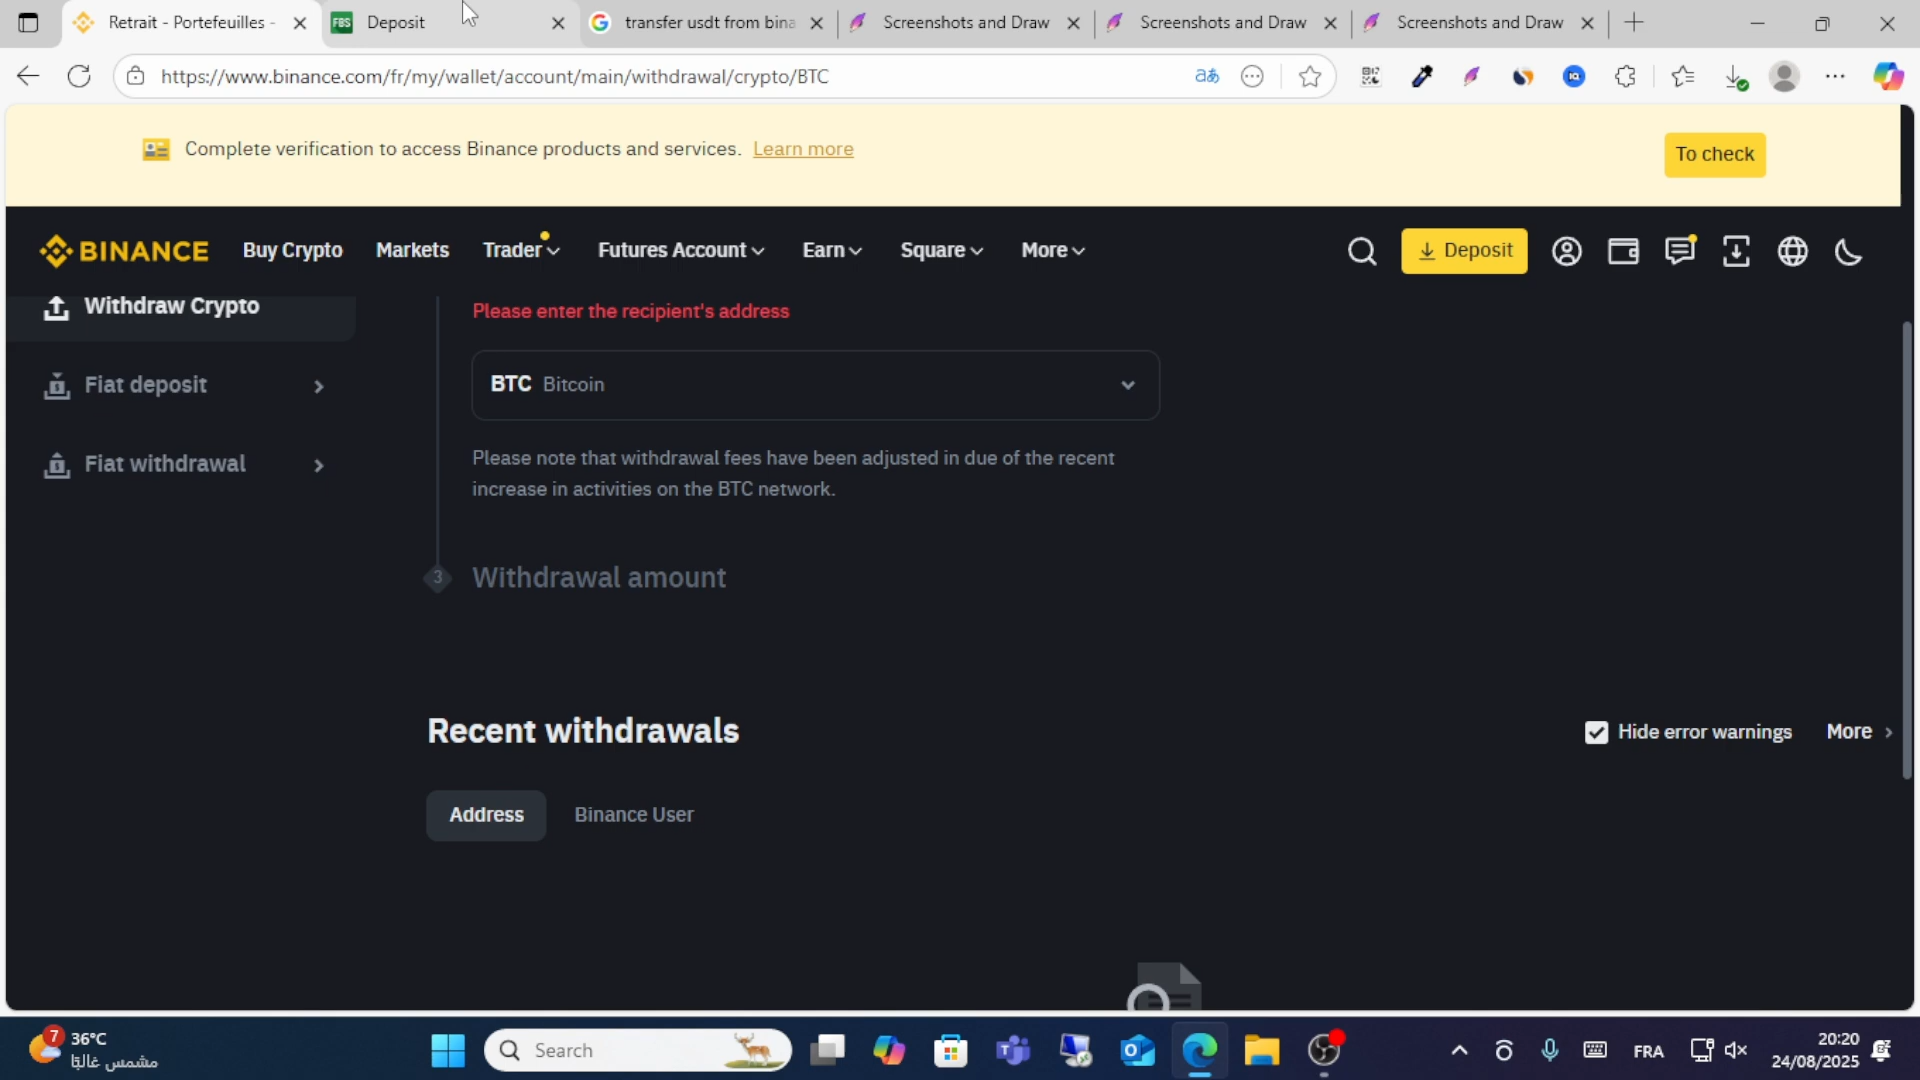 Retrait - Portefeuilles -
FBS
Deposit
transfer usdt from bina
Screenshots and Draw
Screenshots and Draw
Screenshots and Draw
https://www.binance.com/fr/my/wallet/account/main/withdrawal/crypto/BTC
Complete verification to access Binance products and services. Learn more
To check
BINANCE
Buy Crypto
Markets
Trader
Futures Account
Earn
Square
More
Deposit
Withdraw Crypto
Please enter the recipient's address
Fiat deposit
BTC Bitcoin
Fiat withdrawal
Please note that withdrawal fees have been adjusted in due of the recent
increase in activities on the BTC network.
3
Withdrawal amount
Recent withdrawals
Hide error warnings
More
Address
Binance User
7
36°C
مشمس غالبًا
Search
FRA
20:20
24/08/2025